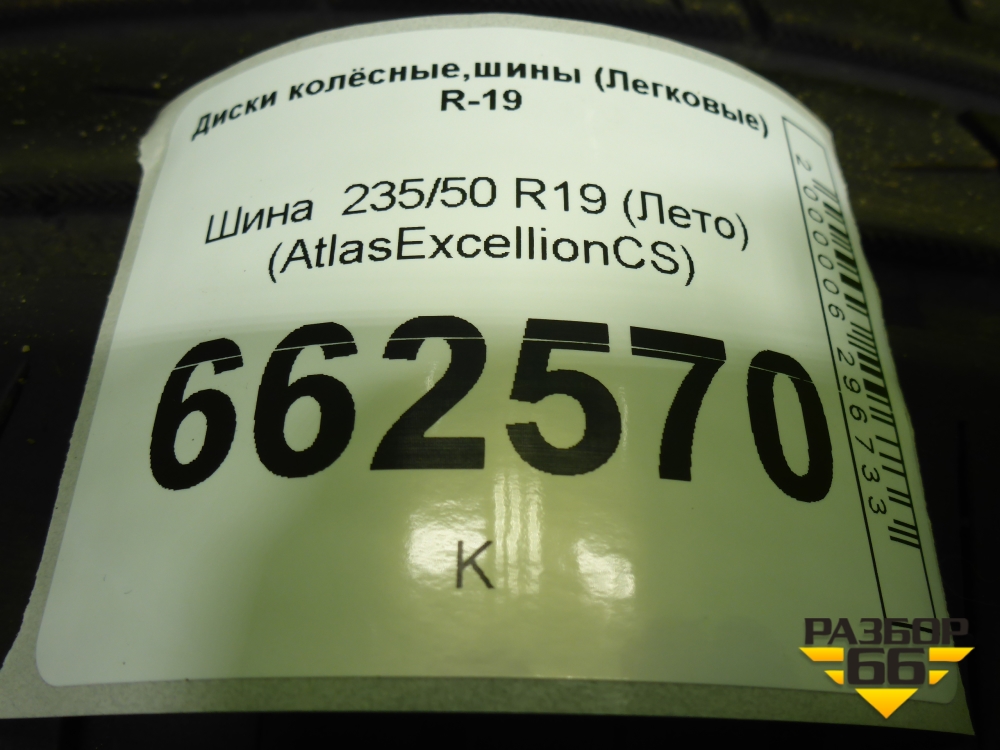 Диски колёсные,шины (Легковые)
R-19
Шина 235/50 R19 (Лето)
(AtlasExcellionCS)
662570
К
2000006296733
РАЗБОР
66